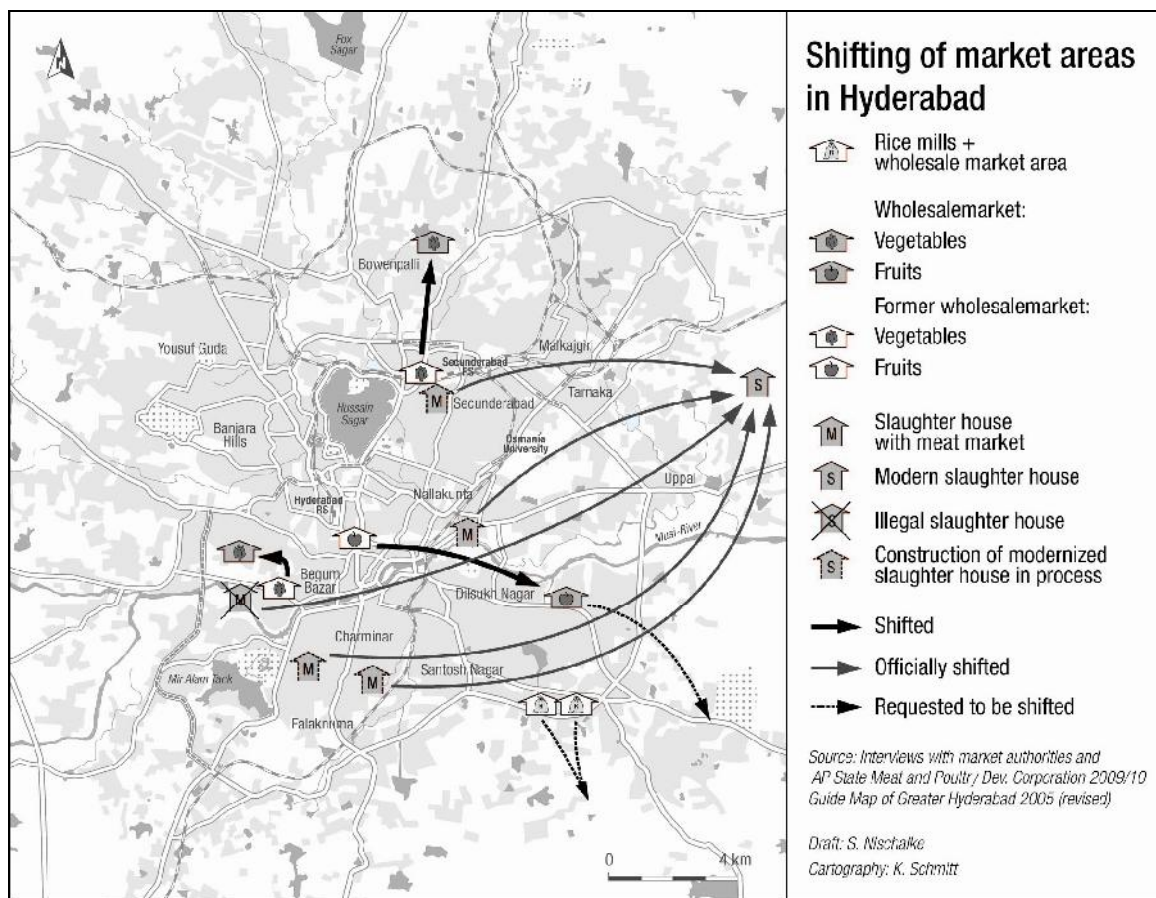 Fox
Sagar
N
Bowenpalli
Yousuf Guda
Malkajgir
Secunderabad
RS
M
Secunderabad
Tarnaka
S
Hossain
Sagar
Banjara
Hills
Osmania
University
Uppal
Nallakunta
Hyderabad
RS
M
Musi-River
Begum
Bazar
M
Dilsukh Nagar
Charminar
M
M
Santosh Nagar
Mir Alam Tank
Falaknuma
0 4 km
Shifting of market areas
in Hyderabad
Rice mills +
wholesale market area
Wholesalemarket:
Vegetables
Fruits
Former wholesalemarket:
Vegetables
Fruits
M Slaughter house
with meat market
S Modern slaughter house
S Illegal slaughter house
S Construction of modernized
slaughter house in process
Shifted
Officially shifted
Requested to be shifted
Source: Interviews with market authorities and
AP State Meat and Poultry Dev. Corporation 2009/10
Guide Map of Greater Hyderabad 2005 (revised)
Draft: S. Nischalke
Cartography: K. Schmitt